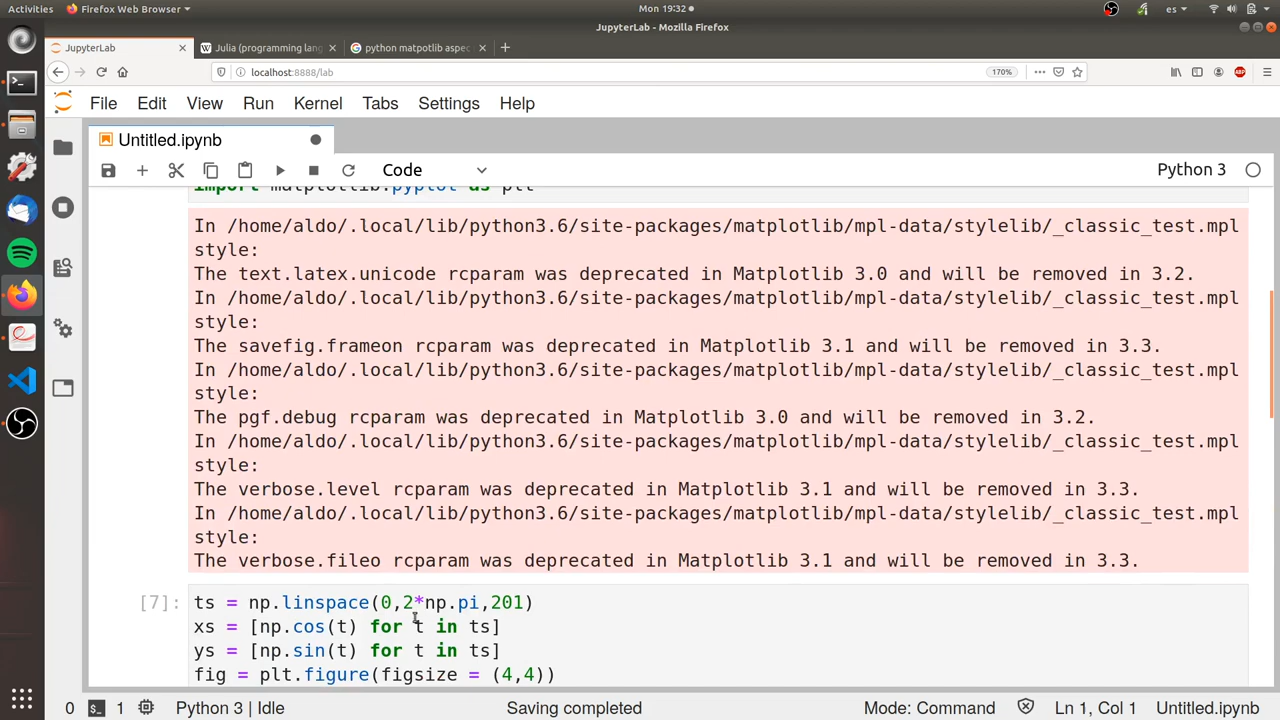 Activities
Firefox Web Browser
Mon 19:32
es
JupyterLab - Mozilla Firefox
JupyterLab
Julia (programming lang
python matpotlib aspec
localhost:8888/lab
170%
ABP
File Edit View Run Kernel Tabs Settings Help
Untitled.ipynb
Code
Python 3
import matplotlib.pyplot as plt
In /home/aldo/.local/lib/python3.6/site-packages/matplotlib/mpl-data/stylelib/_classic_test.mpl
style:
The text.latex.unicode rcparam was deprecated in Matplotlib 3.0 and will be removed in 3.2.
In /home/aldo/.local/lib/python3.6/site-packages/matplotlib/mpl-data/stylelib/_classic_test.mpl
style:
The savefig.frameon rcparam was deprecated in Matplotlib 3.1 and will be removed in 3.3.
In /home/aldo/.local/lib/python3.6/site-packages/matplotlib/mpl-data/stylelib/_classic_test.mpl
style:
The pgf.debug rcparam was deprecated in Matplotlib 3.0 and will be removed in 3.2.
In /home/aldo/.local/lib/python3.6/site-packages/matplotlib/mpl-data/stylelib/_classic_test.mpl
style:
The verbose.level rcparam was deprecated in Matplotlib 3.1 and will be removed in 3.3.
In /home/aldo/.local/lib/python3.6/site-packages/matplotlib/mpl-data/stylelib/_classic_test.mpl
style:
The verbose.fileo rcparam was deprecated in Matplotlib 3.1 and will be removed in 3.3.
[7]: ts = np.linspace(0,2*np.pi,201)
xs = [np.cos(t) for t in ts]
ys = [np.sin(t) for t in ts]
fig = plt.figure(figsize = (4,4))
0 1 Python 3 | Idle Saving completed Mode: Command Ln 1, Col 1 Untitled.ipynb